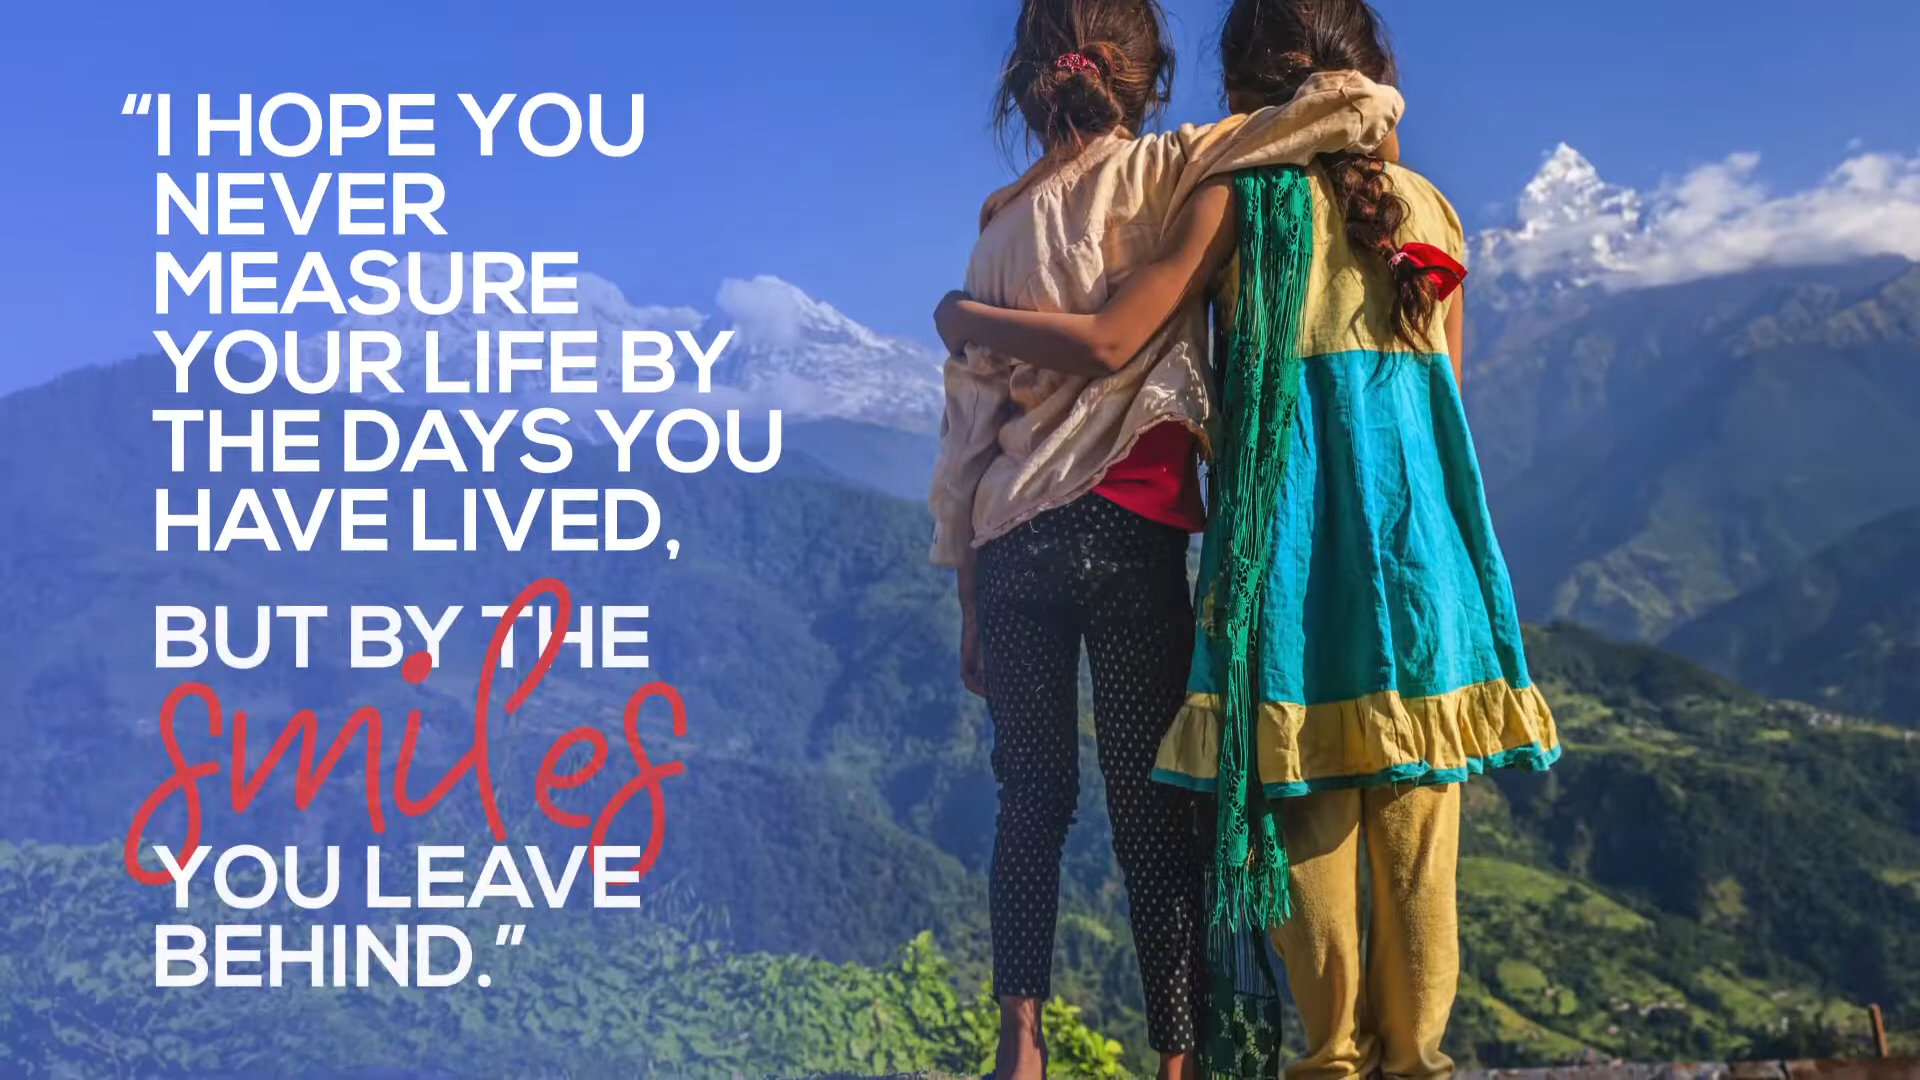 “I HOPE YOU
NEVER
MEASURE
YOUR LIFE BY
THE DAYS YOU
HAVE LIVED,
BUT BY THE
smiles
YOU LEAVE
BEHIND.”